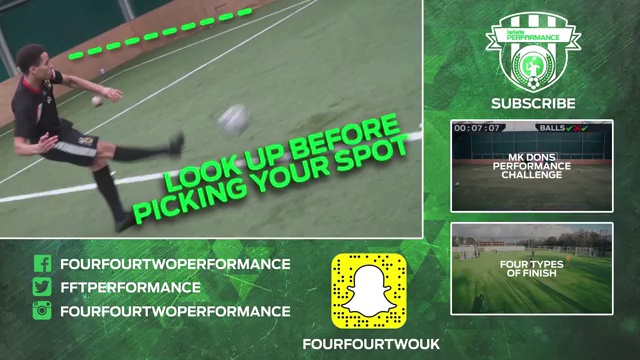 LOOK UP BEFORE
PICKING YOUR SPOT
FourFourTwo
PERFORMANCE
SUBSCRIBE
00:07:07
BALLS
MK DONS
PERFORMANCE
CHALLENGE
FOUR TYPES
OF FINISH
FOURFOURTWOPERFORMANCE
FFTPERFORMANCE
FOURFOURTWOPERFORMANCE
FOURFOURTWOUK